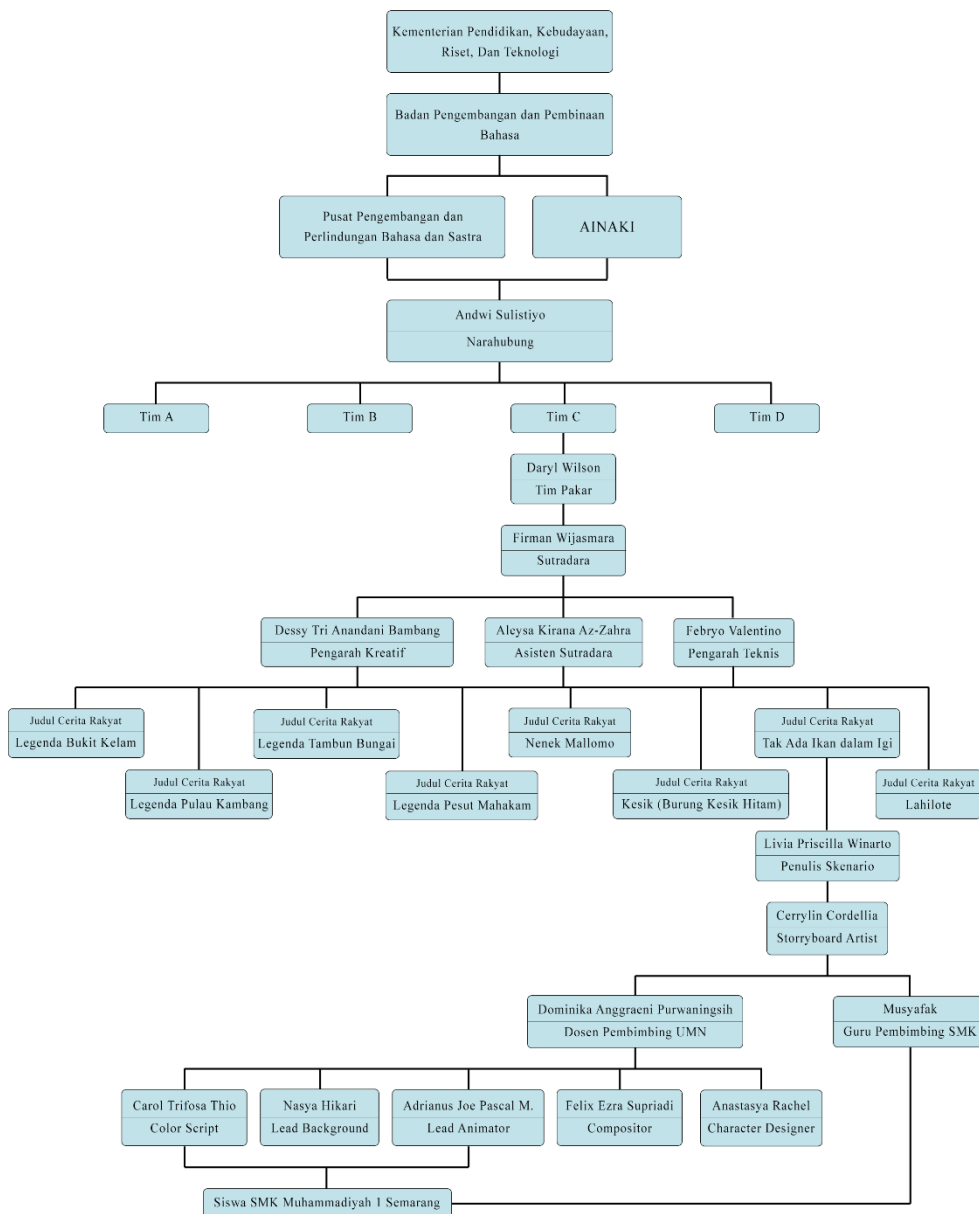 Kementerian Pendidikan, Kebudayaan,
Riset, Dan Teknologi
Badan Pengembangan dan Pembinaan
Bahasa
Pusat Pengembangan dan
Perlindungan Bahasa dan Sastra
AINAKI
Andwi Sulistiyo
Narahubung
Tim A
Tim B
Tim C
Tim D
Daryl Wilson
Tim Pakar
Firman Wijasmara
Sutradara
Dessy Tri Anandani Bambang
Pengarah Kreatif
Aleysa Kirana Az-Zahra
Asisten Sutradara
Febryo Valentino
Pengarah Teknis
Judul Cerita Rakyat
Legenda Bukit Kelam
Judul Cerita Rakyat
Legenda Tambun Bungai
Judul Cerita Rakyat
Nenek Mallomo
Judul Cerita Rakyat
Tak Ada Ikan dalam Igi
Judul Cerita Rakyat
Legenda Pulau Kambang
Judul Cerita Rakyat
Legenda Pesut Mahakam
Judul Cerita Rakyat
Kesik (Burung Kesik Hitam)
Judul Cerita Rakyat
Lahilote
Livia Priscilla Winarto
Penulis Skenario
Cerrylin Cordellia
Storryboard Artist
Dominika Anggraeni Purwaningsih
Dosen Pembimbing UMN
Musyafak
Guru Pembimbing SMK
Carol Trifosa Thio
Color Script
Nasya Hikari
Lead Background
Adrianus Joe Pascal M.
Lead Animator
Felix Ezra Supriadi
Compositor
Anastasya Rachel
Character Designer
Siswa SMK Muhammadiyah 1 Semarang